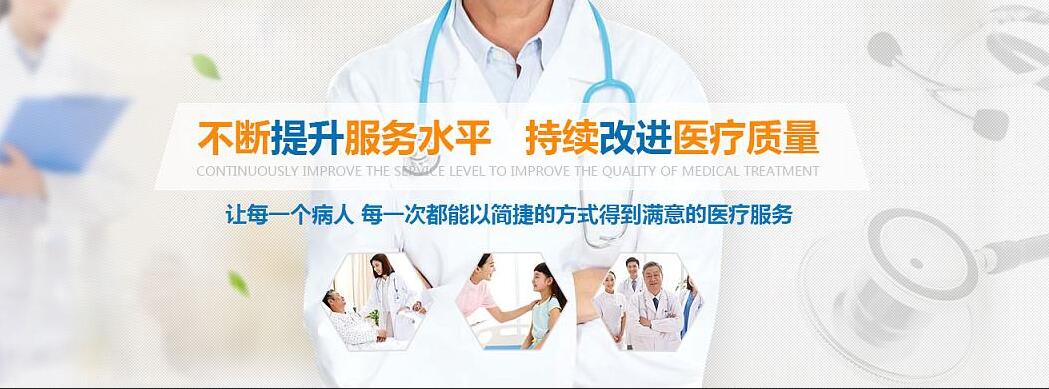 不断提升服务水平 持续改进医疗质量
CONTINUOUSLY IMPROVE THE SERVICE LEVEL TO IMPROVE THE QUALITY OF MEDICAL TREATMENT
让每一个病人 每一次都能以简捷的方式得到满意的医疗服务